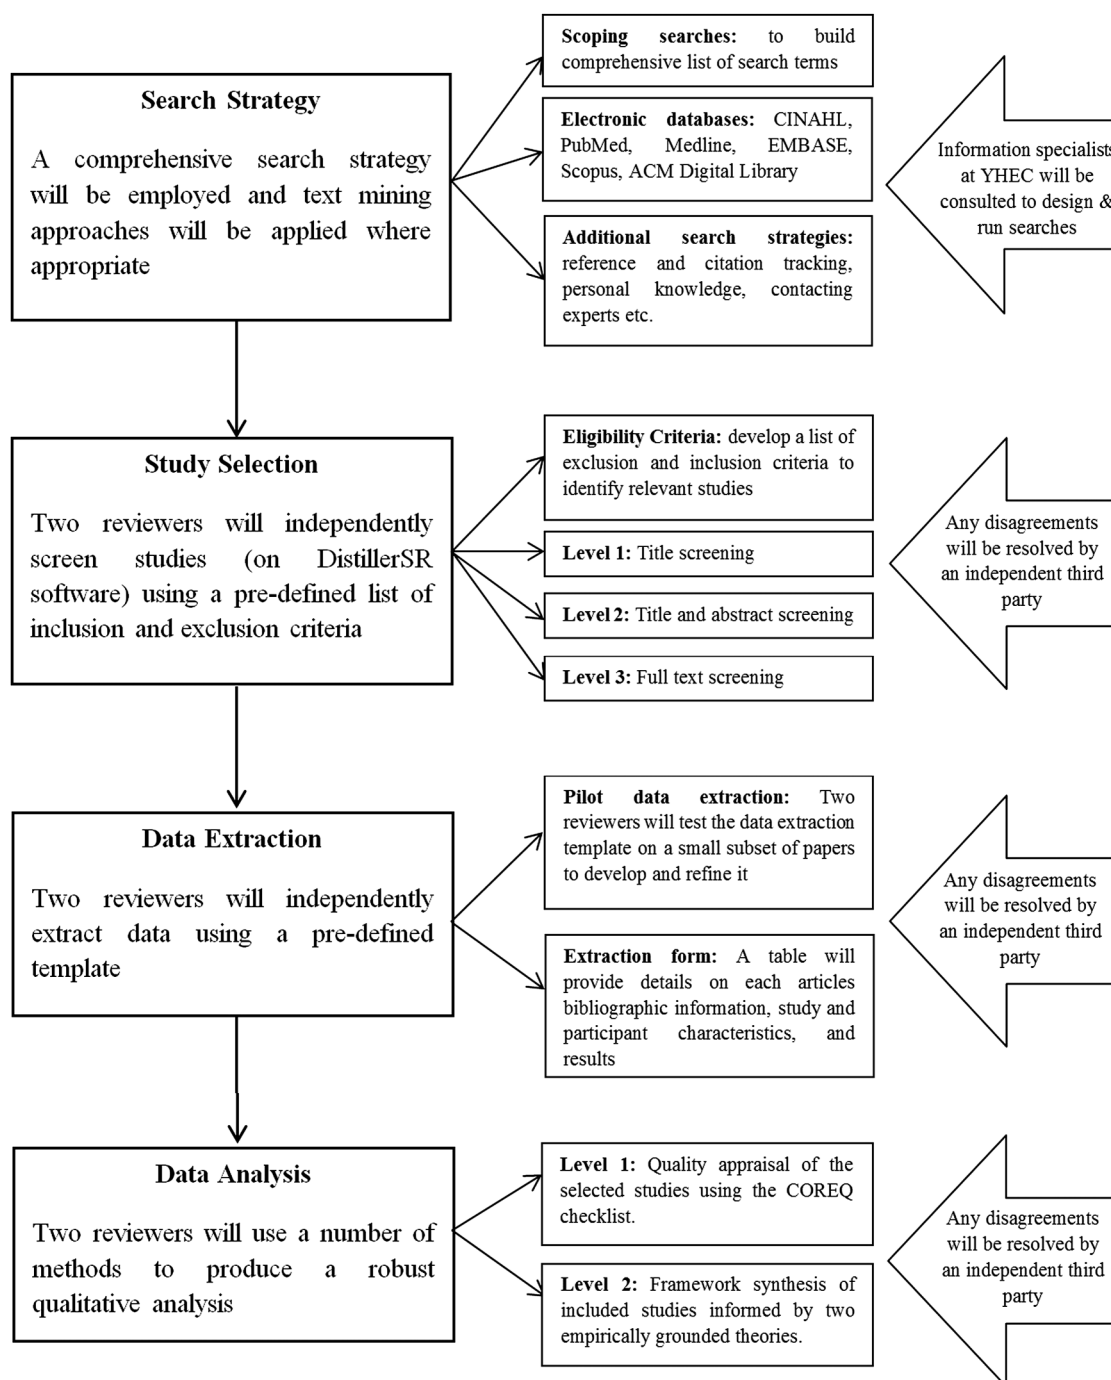 Search Strategy
A comprehensive search strategy
will be employed and text mining
approaches will be applied where
appropriate
Scoping searches: to build
comprehensive list of search terms
Electronic databases: CINAHL,
PubMed, Medline, EMBASE,
Scopus, ACM Digital Library
Additional search strategies:
reference and citation tracking,
personal knowledge, contacting
experts etc.
Information specialists
at YHEC will be
consulted to design &
run searches
Study Selection
Two reviewers will independently
screen studies (on DistillerSR
software) using a pre-defined list of
inclusion and exclusion criteria
Eligibility Criteria: develop a list of
exclusion and inclusion criteria to
identify relevant studies
Level 1: Title screening
Level 2: Title and abstract screening
Level 3: Full text screening
Any disagreements
will be resolved by
an independent third
party
Data Extraction
Two reviewers will independently
extract data using a pre-defined
template
Pilot data extraction: Two
reviewers will test the data extraction
template on a small subset of papers
to develop and refine it
Extraction form: A table will
provide details on each articles
bibliographic information, study and
participant characteristics, and
results
Any disagreements
will be resolved by
an independent third
party
Data Analysis
Two reviewers will use a number of
methods to produce a robust
qualitative analysis
Level 1: Quality appraisal of the
selected studies using the COREQ
checklist.
Level 2: Framework synthesis of
included studies informed by two
empirically grounded theories.
Any disagreements
will be resolved by
an independent third
party